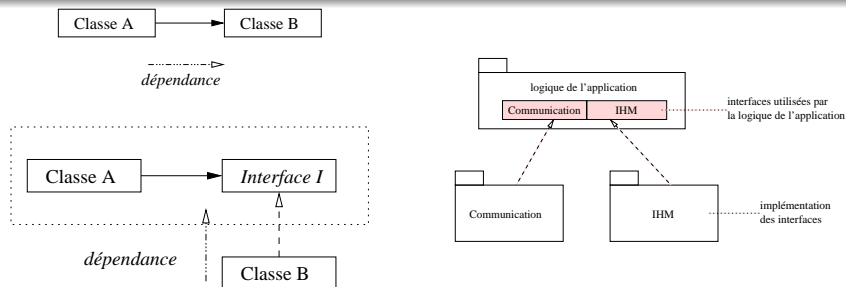 Classe A
Classe B
dépendance
Classe A
Interface I
dépendance
Classe B
logique de l'application
Communication
IHM
interfaces utilisées par
la logique de l'application
Communication
IHM
implémentation
des interfaces